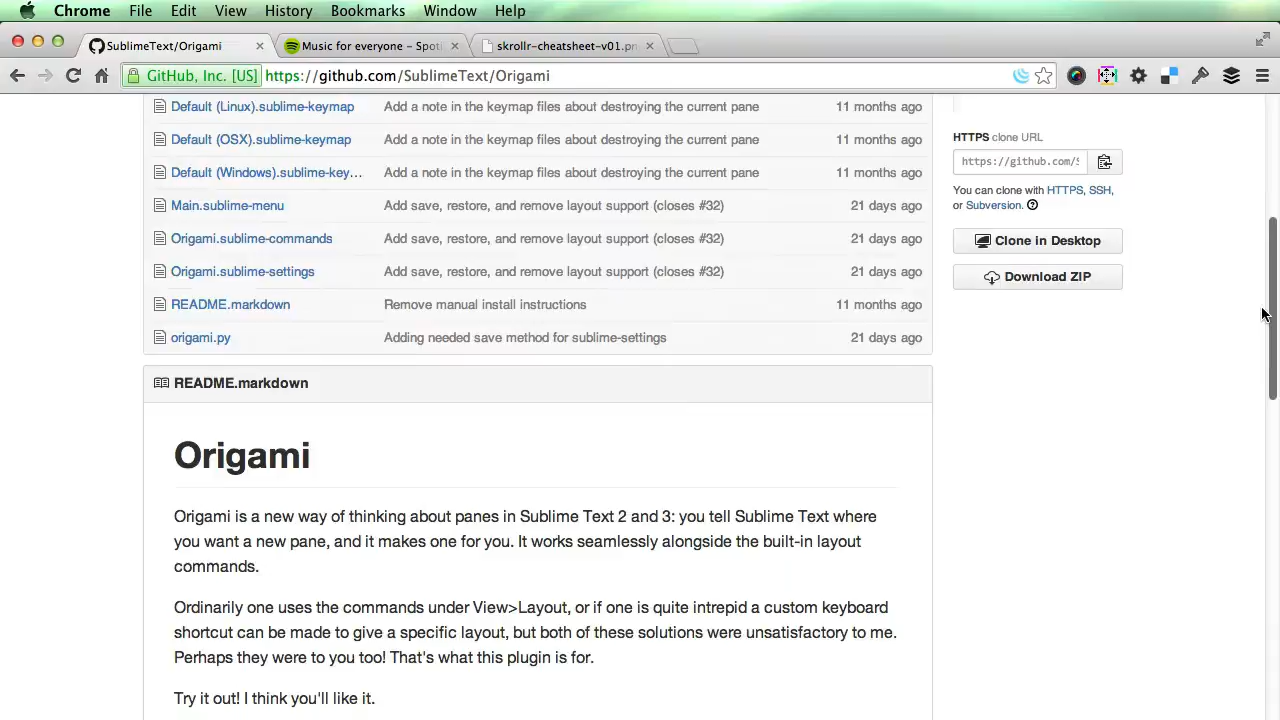 Chrome File Edit View History Bookmarks Window Help
SublimeText/Origami Music for everyone – Spoti skrollr-cheatsheet-v01.pn
GitHub, Inc. [US] https://github.com/SublimeText/Origami
Default (Linux).sublime-keymap Add a note in the keymap files about destroying the current pane 11 months ago
Default (OSX).sublime-keymap Add a note in the keymap files about destroying the current pane 11 months ago
Default (Windows).sublime-key… Add a note in the keymap files about destroying the current pane 11 months ago
Main.sublime-menu Add save, restore, and remove layout support (closes #32) 21 days ago
Origami.sublime-commands Add save, restore, and remove layout support (closes #32) 21 days ago
Origami.sublime-settings Add save, restore, and remove layout support (closes #32) 21 days ago
README.markdown Remove manual install instructions 11 months ago
origami.py Adding needed save method for sublime-settings 21 days ago
HTTPS clone URL
https://github.com/S
You can clone with HTTPS, SSH,
or Subversion.
Clone in Desktop
Download ZIP
README.markdown
Origami
Origami is a new way of thinking about panes in Sublime Text 2 and 3: you tell Sublime Text where
you want a new pane, and it makes one for you. It works seamlessly alongside the built-in layout
commands.
Ordinarily one uses the commands under View>Layout, or if one is quite intrepid a custom keyboard
shortcut can be made to give a specific layout, but both of these solutions were unsatisfactory to me.
Perhaps they were to you too! That's what this plugin is for.
Try it out! I think you'll like it.